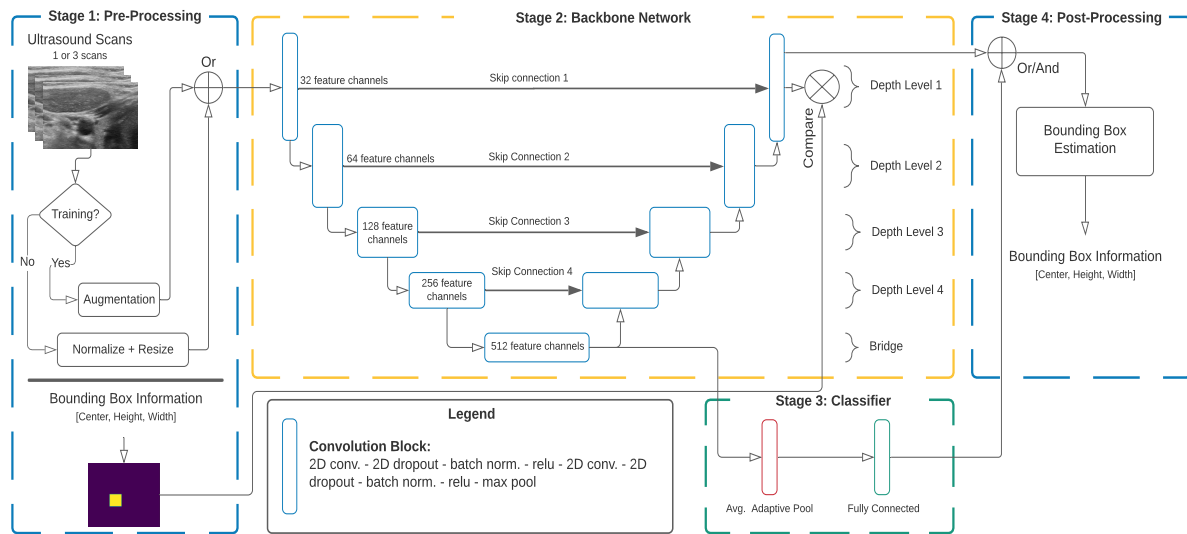 Stage 1: Pre-Processing
Ultrasound Scans
1 or 3 scans
Or
Training?
No
Yes
Augmentation
Normalize + Resize
Bounding Box Information
[Center, Height, Width]
Stage 2: Backbone Network
32 feature channels
Skip connection 1
64 feature channels
Skip Connection 2
128 feature
channels
Skip Connection 3
256 feature
channels
Skip Connection 4
512 feature channels
Compare
Depth Level 1
Depth Level 2
Depth Level 3
Depth Level 4
Bridge
Legend
Convolution Block:
2D conv. - 2D dropout - batch norm. - relu - 2D conv. - 2D
dropout - batch norm. - relu - max pool
Stage 3: Classifier
Avg. Adaptive Pool
Fully Connected
Stage 4: Post-Processing
Or/And
Bounding Box
Estimation
Bounding Box Information
[Center, Height, Width]